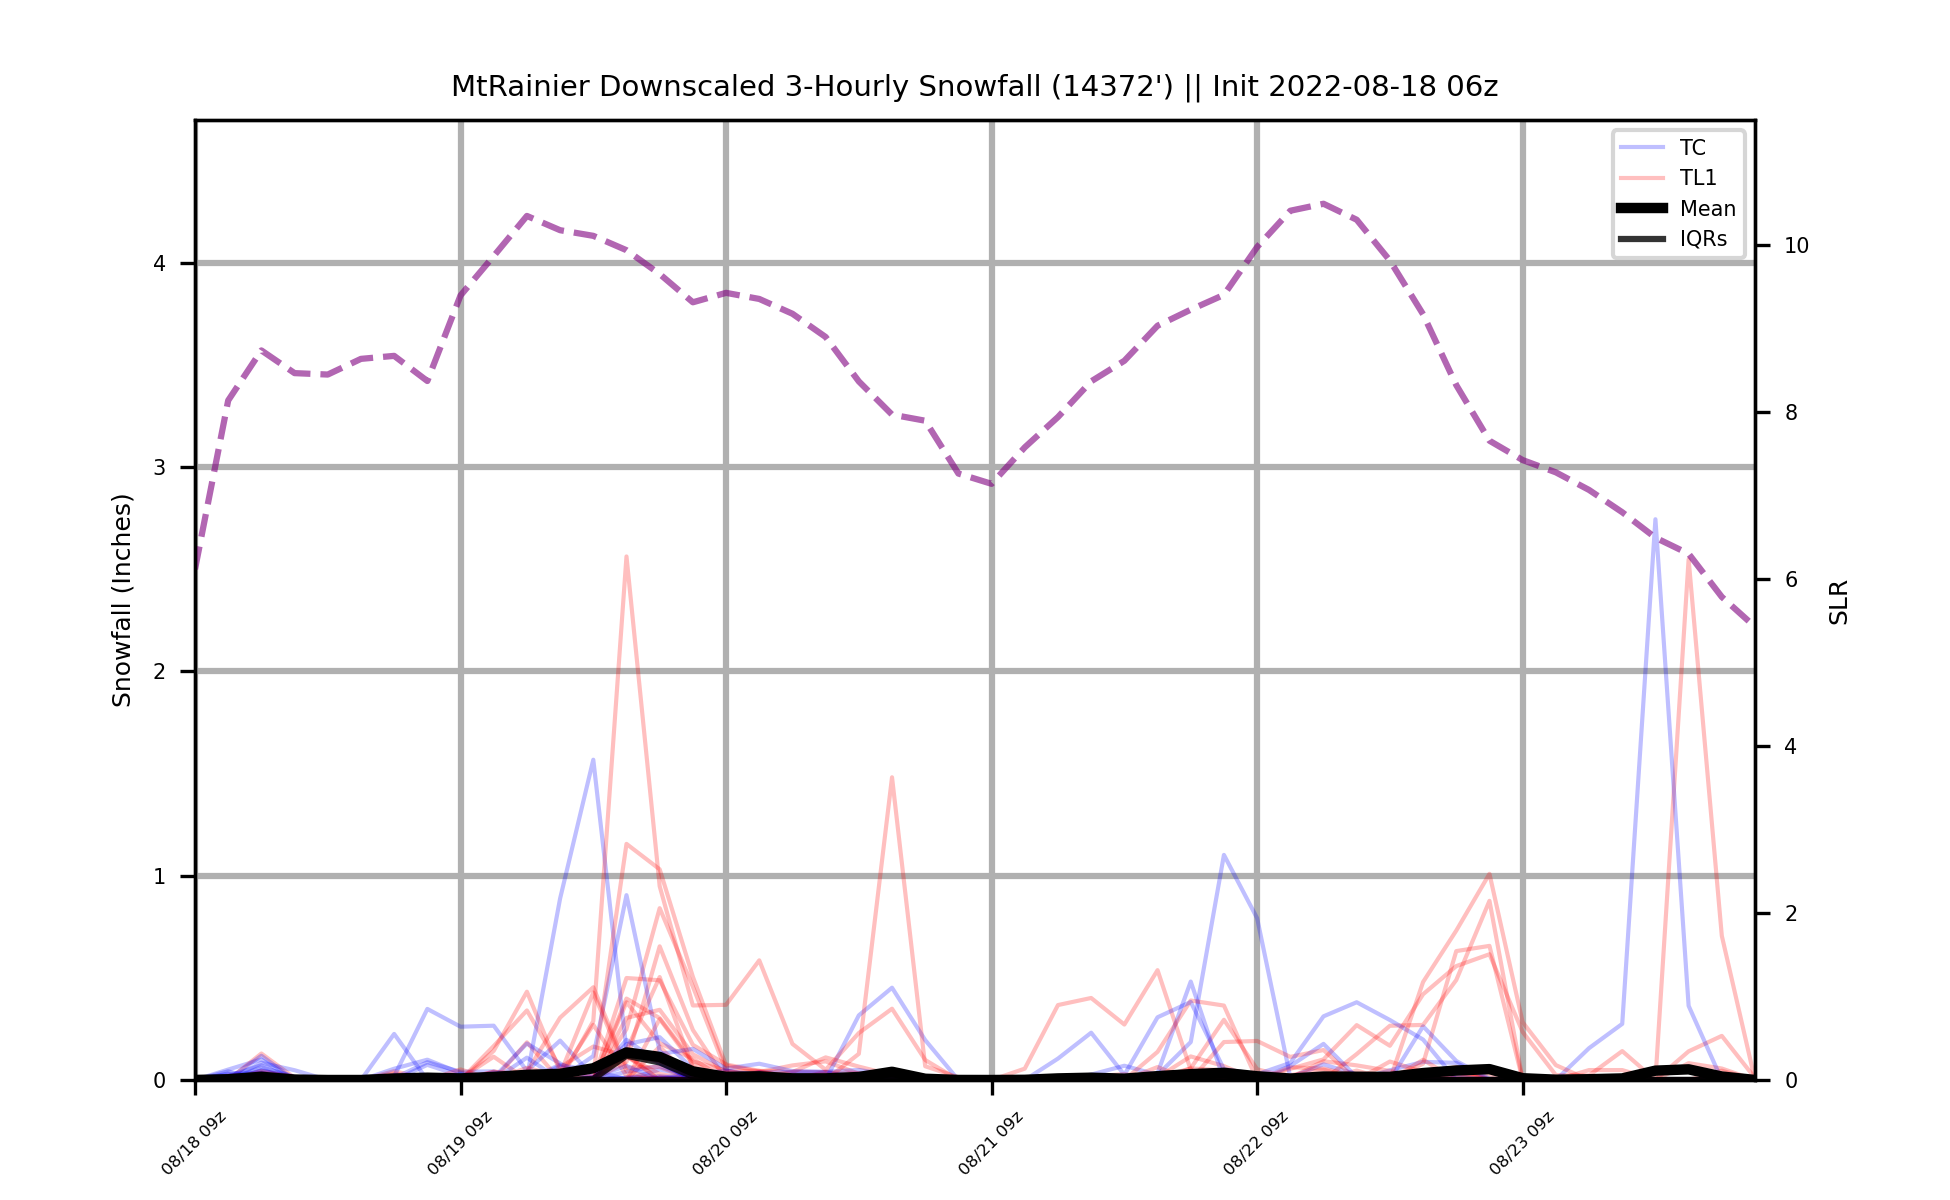 MtRainier Downscaled 3-Hourly Snowfall (14372') || Init 2022-08-18 06z
TC
TL1
Mean
IQRs
Snowfall (Inches)
4
3
2
1
0
10
8
6
4
2
0
SLR
08/18 09z
08/19 09z
08/20 09z
08/21 09z
08/22 09z
08/23 09z